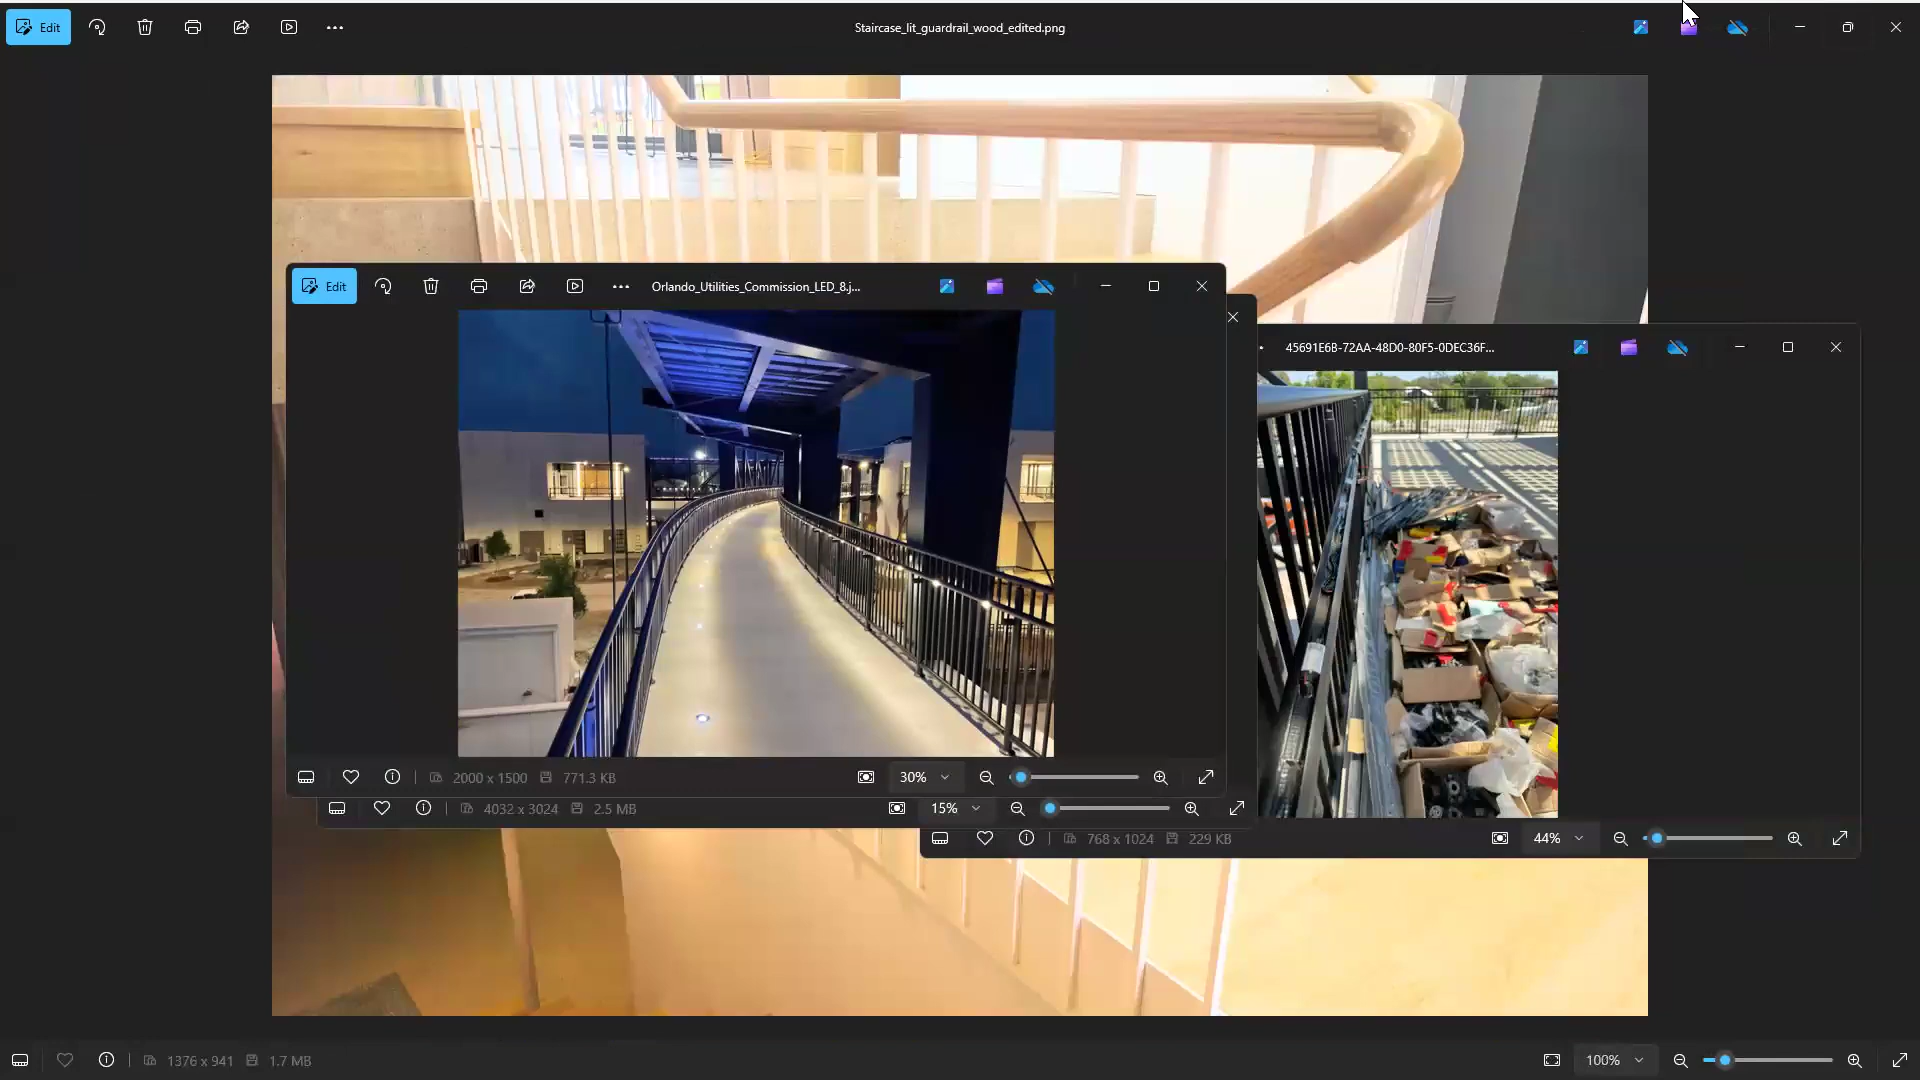 Edit
Staircase_lit_guardrail_wood_edited.png
Edit
Orlando_Utilities_Commission_LED_8.j...
45691E6B-72AA-48D0-80F5-0DEC36F...
2000 x 1500
771.3 KB
30%
4032 x 3024
2.5 MB
15%
768 x 1024
229 KB
44%
1376 x 941
1.7 MB
100%